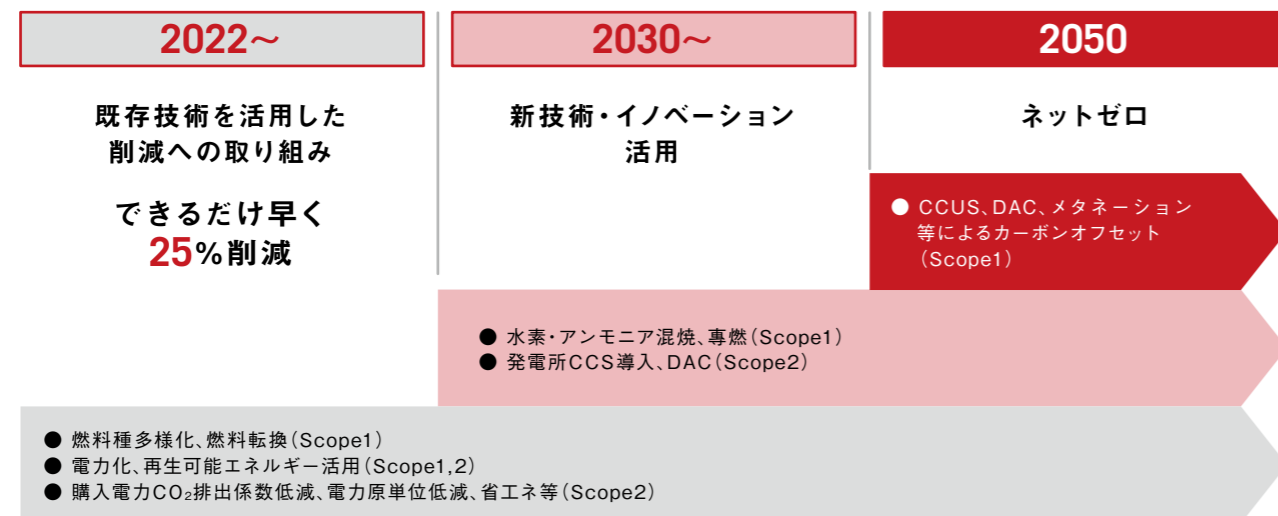 2022～
既存技術を活用した
削減への取り組み
できるだけ早く
25%削減
2030～
新技術・イノベーション
活用
2050
ネットゼロ
● CCUS、DAC、メタネーション
等によるカーボンオフセット
（Scope1）
● 水素・アンモニア混焼、専燃（Scope1）
● 発電所CCS導入、DAC（Scope2）
● 燃料種多様化、燃料転換（Scope1）
● 電力化、再生可能エネルギー活用（Scope1,2）
● 購入電力CO₂排出係数低減、電力原単位低減、省エネ等（Scope2）